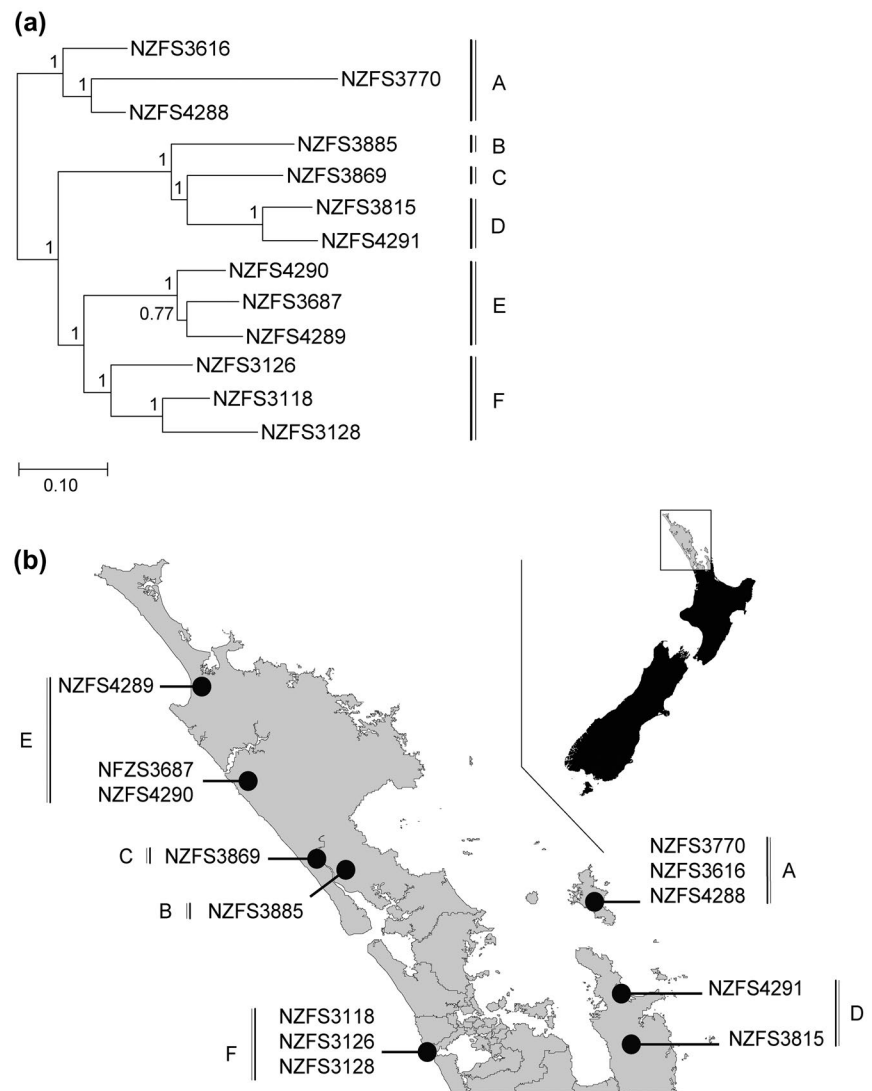 (a)
1
NZFS3616
1
NZFS3770
A
NZFS4288
NZFS3885
B
1
1
NZFS3869
C
1
NZFS3815
D
NZFS4291
1
NZFS4290
1
NZFS3687
E
0.77
NZFS4289
1
NZFS3126
1
NZFS3118
F
1
NZFS3128
0.10
(b)
NZFS4289
E
NFZS3687
NZFS4290
C
NZFS3869
B
NZFS3885
NZFS3770
NZFS3616
A
NZFS4288
NZFS4291
D
NZFS3815
NZFS3118
F
NZFS3126
NZFS3128